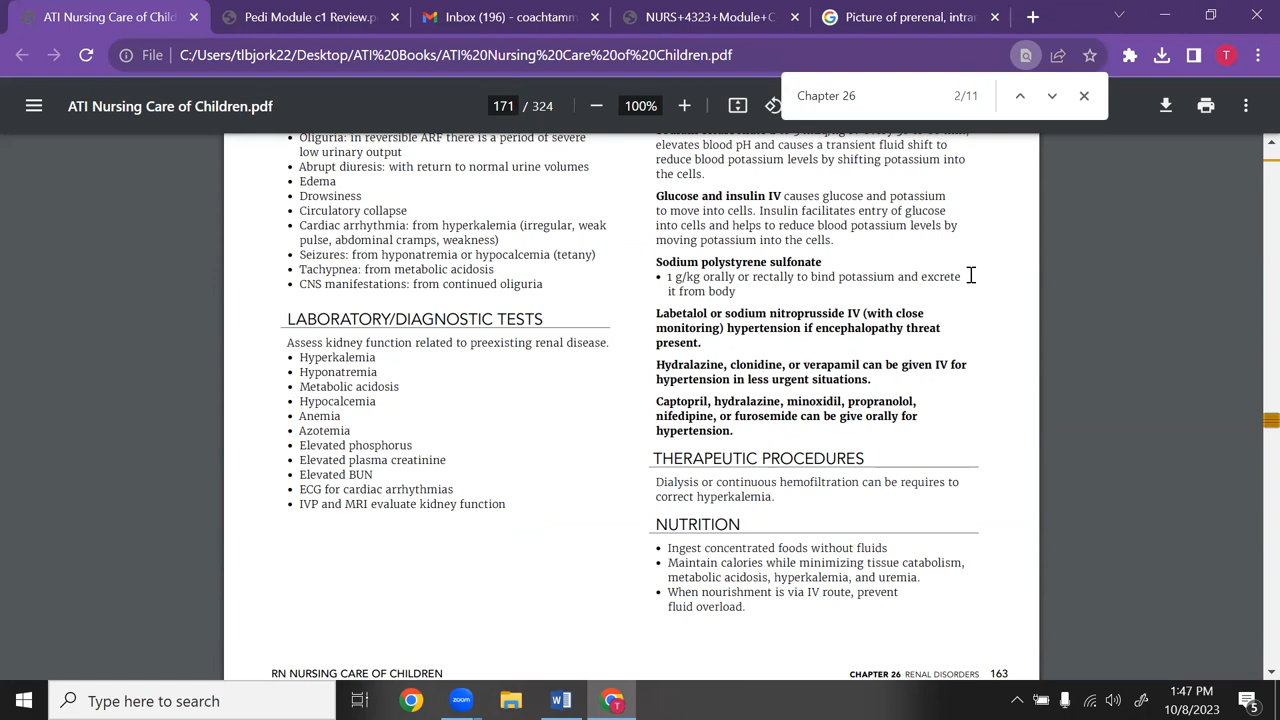 ATI Nursing Care of Child
Pedi Module c1 Review.p
Inbox (196) - coachtamm
NURS+4323+Module+C
Picture of prerenal, intrar
File
C:/Users/tlbjork22/Desktop/ATI%20Books/ATI%20Nursing%20Care%20of%20Children.pdf
T
ATI Nursing Care of Children.pdf
171 / 324
100%
Chapter 26
2/11
• Oliguria: in reversible ARF there is a period of severe
low urinary output
• Abrupt diuresis: with return to normal urine volumes
• Edema
• Drowsiness
• Circulatory collapse
• Cardiac arrhythmia: from hyperkalemia (irregular, weak
pulse, abdominal cramps, weakness)
• Seizures: from hyponatremia or hypocalcemia (tetany)
• Tachypnea: from metabolic acidosis
• CNS manifestations: from continued oliguria
LABORATORY/DIAGNOSTIC TESTS
Assess kidney function related to preexisting renal disease.
• Hyperkalemia
• Hyponatremia
• Metabolic acidosis
• Hypocalcemia
• Anemia
• Azotemia
• Elevated phosphorus
• Elevated plasma creatinine
• Elevated BUN
• ECG for cardiac arrhythmias
• IVP and MRI evaluate kidney function
elevates blood pH and causes a transient fluid shift to
reduce blood potassium levels by shifting potassium into
the cells.
Glucose and insulin IV causes glucose and potassium
to move into cells. Insulin facilitates entry of glucose
into cells and helps to reduce blood potassium levels by
moving potassium into the cells.
Sodium polystyrene sulfonate
• 1 g/kg orally or rectally to bind potassium and excrete
it from body
Labetalol or sodium nitroprusside IV (with close
monitoring) hypertension if encephalopathy threat
present.
Hydralazine, clonidine, or verapamil can be given IV for
hypertension in less urgent situations.
Captopril, hydralazine, minoxidil, propranolol,
nifedipine, or furosemide can be give orally for
hypertension.
THERAPEUTIC PROCEDURES
Dialysis or continuous hemofiltration can be requires to
correct hyperkalemia.
NUTRITION
• Ingest concentrated foods without fluids
• Maintain calories while minimizing tissue catabolism,
metabolic acidosis, hyperkalemia, and uremia.
• When nourishment is via IV route, prevent
fluid overload.
RN NURSING CARE OF CHILDREN
CHAPTER 26 RENAL DISORDERS 163
Type here to search
zoom
T
1:47 PM
10/8/2023
5